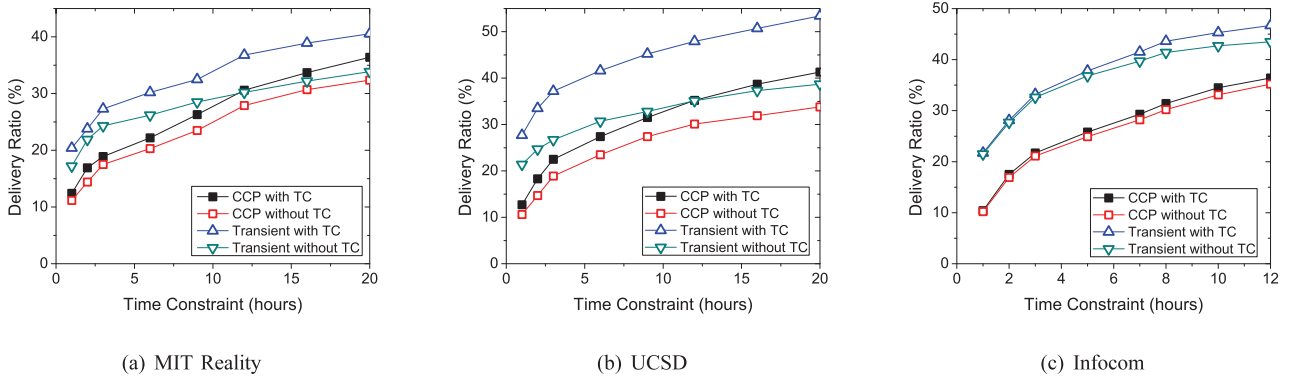 Delivery Ratio (%)
40
30
20
10
0
0 5 10 15 20
Time Constraint (hours)
CCP with TC
CCP without TC
Transient with TC
Transient without TC
(a) MIT Reality
Delivery Ratio (%)
50
40
30
20
10
0
0 5 10 15 20
Time Constraint (hours)
CCP with TC
CCP without TC
Transient with TC
Transient without TC
(b) UCSD
Delivery Ratio (%)
50
40
30
20
10
0
0 2 4 6 8 10 12
Time Constraint (hours)
CCP with TC
CCP without TC
Transient with TC
Transient without TC
(c) Infocom